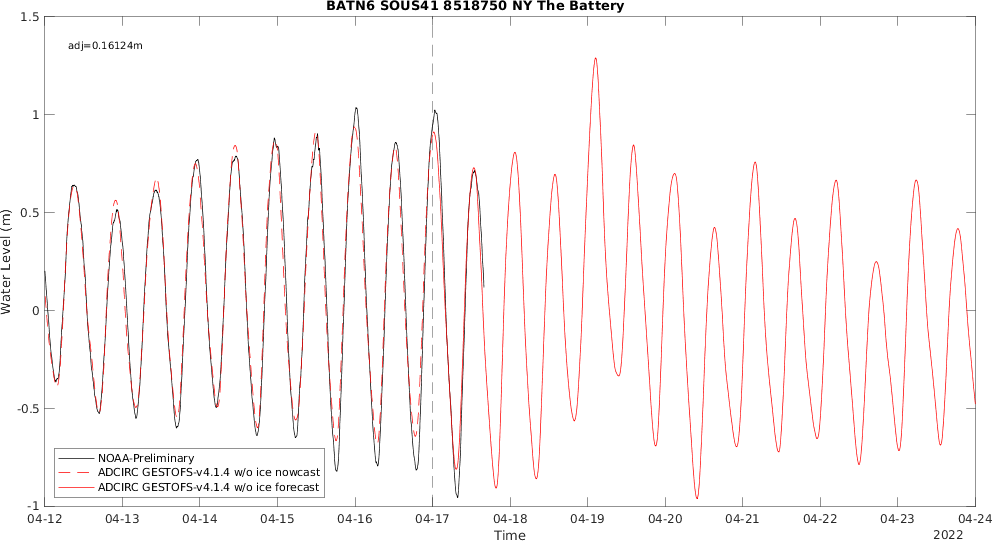 BATN6 SOUS41 8518750 NY The Battery
adj=0.16124m
1.5
1
0.5
0
-0.5
-1
Water Level (m)
NOAA-Preliminary
ADCIRC GESTOFS-v4.1.4 w/o ice nowcast
ADCIRC GESTOFS-v4.1.4 w/o ice forecast
04-12 04-13 04-14 04-15 04-16 04-17 04-18 04-19 04-20 04-21 04-22 04-23 04-24
Time
2022